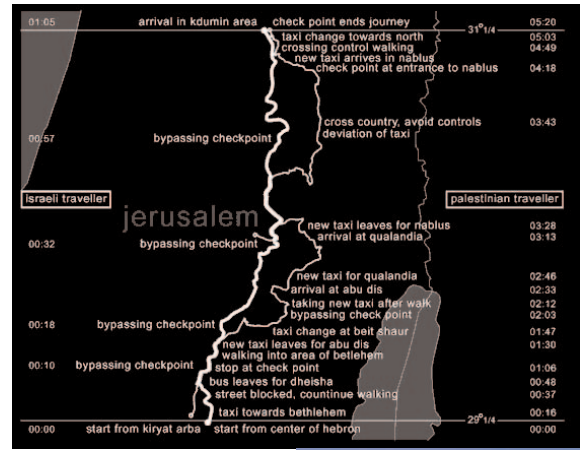 01:05 arrival in kdumin area check point ends journey 31°1/4 05:20
taxi change towards north 05:03
crossing control walking 04:49
new taxi arrives in nablus
check point at entrance to nablus 04:18
cross country, avoid controls 03:43
deviation of taxi
00:57 bypassing checkpoint
israeli traveller palestinian traveller
jerusalem
new taxi leaves for nablus 03:28
arrival at qualandia 03:13
00:32 bypassing checkpoint
new taxi for qualandia 02:46
arrival at abu dis 02:33
taking new taxi after walk 02:12
bypassing check point 02:03
00:18 bypassing checkpoint
taxi change at beit shaur 01:47
new taxi leaves for abu dis 01:30
walking into area of betlehem
00:10 bypassing checkpoint stop at check point 01:06
bus leaves for dheisha 00:48
street blocked, countinue walking 00:37
taxi towards bethlehem 00:16
29°1/4
00:00 start from kiryat arba start from center of hebron 00:00